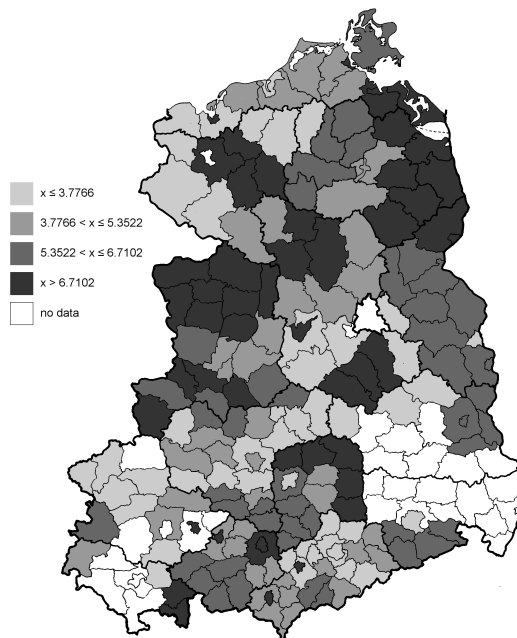 x ≤ 3.7766
3.7766 < x ≤ 5.3522
5.3522 < x ≤ 6.7102
x > 6.7102
no data